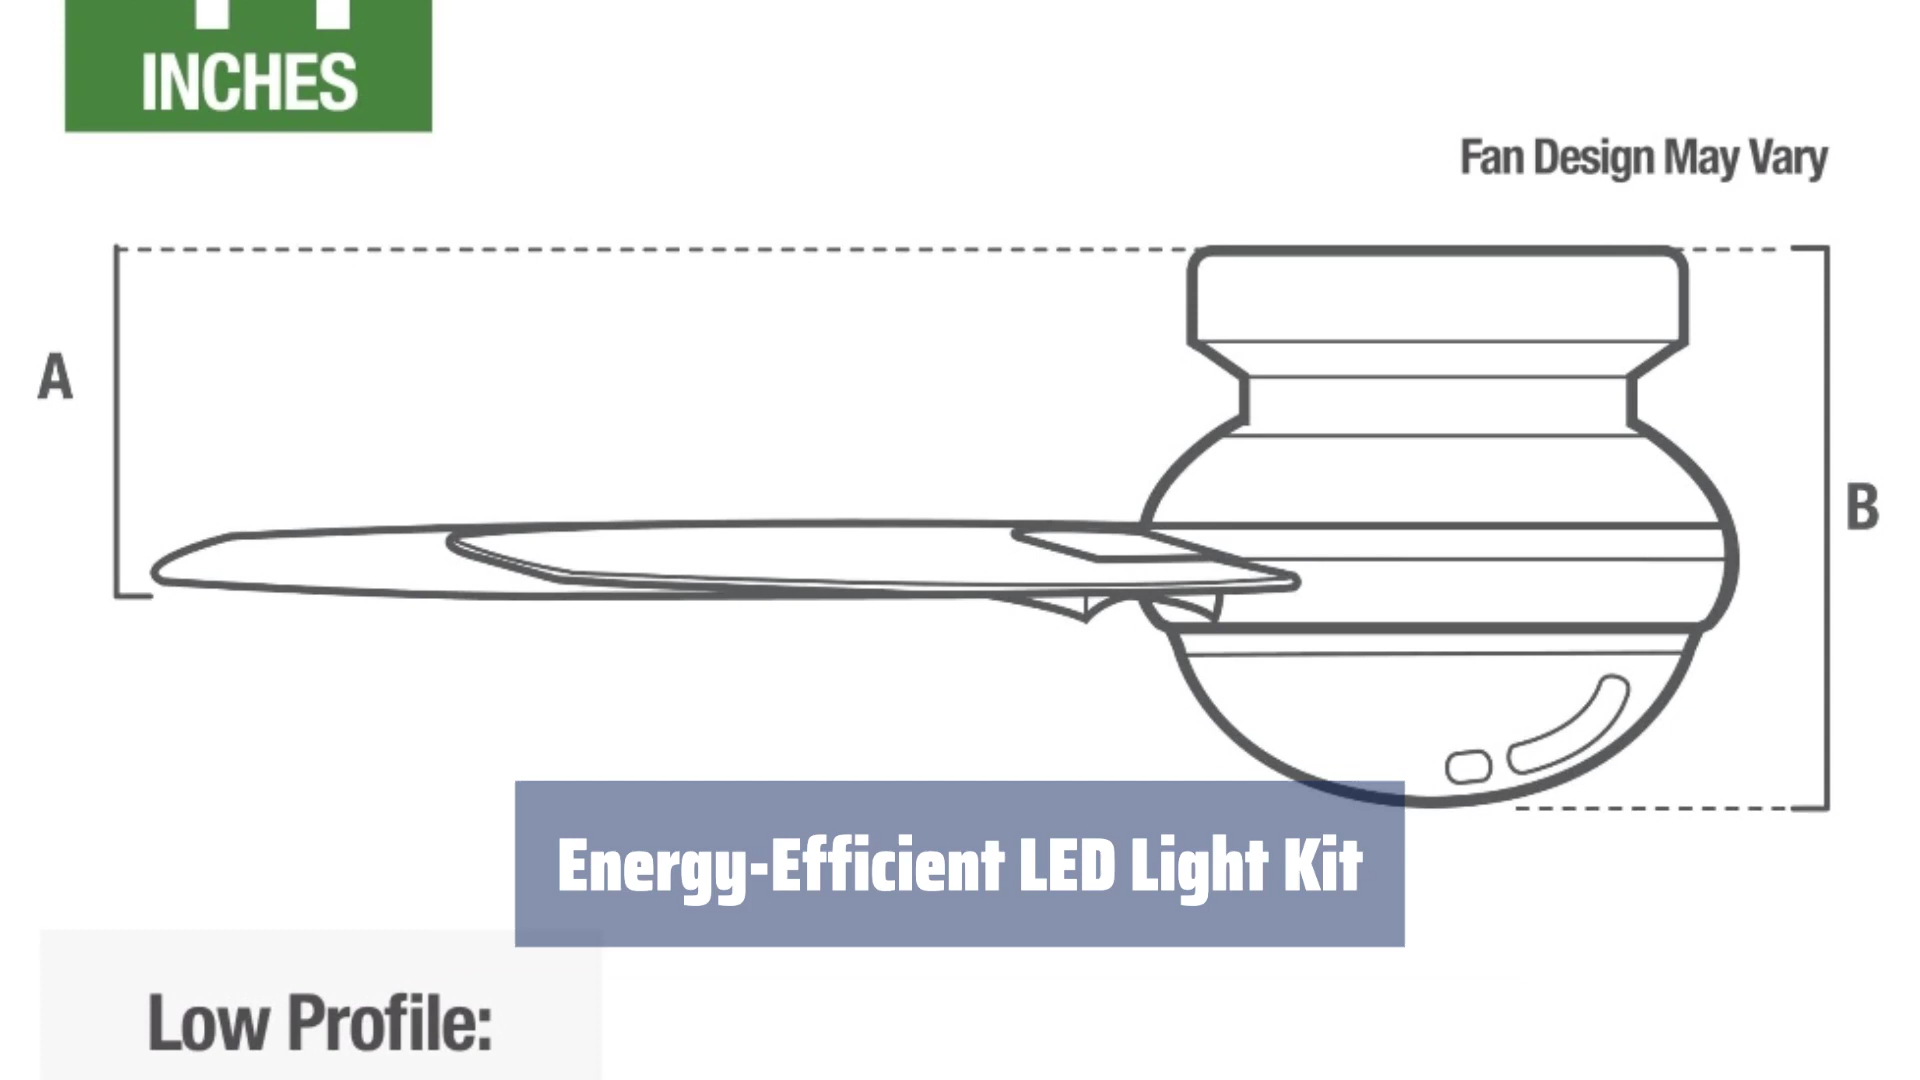 INCHES
Fan Design May Vary
A
B
Energy-Efficient LED Light Kit
Low Profile: